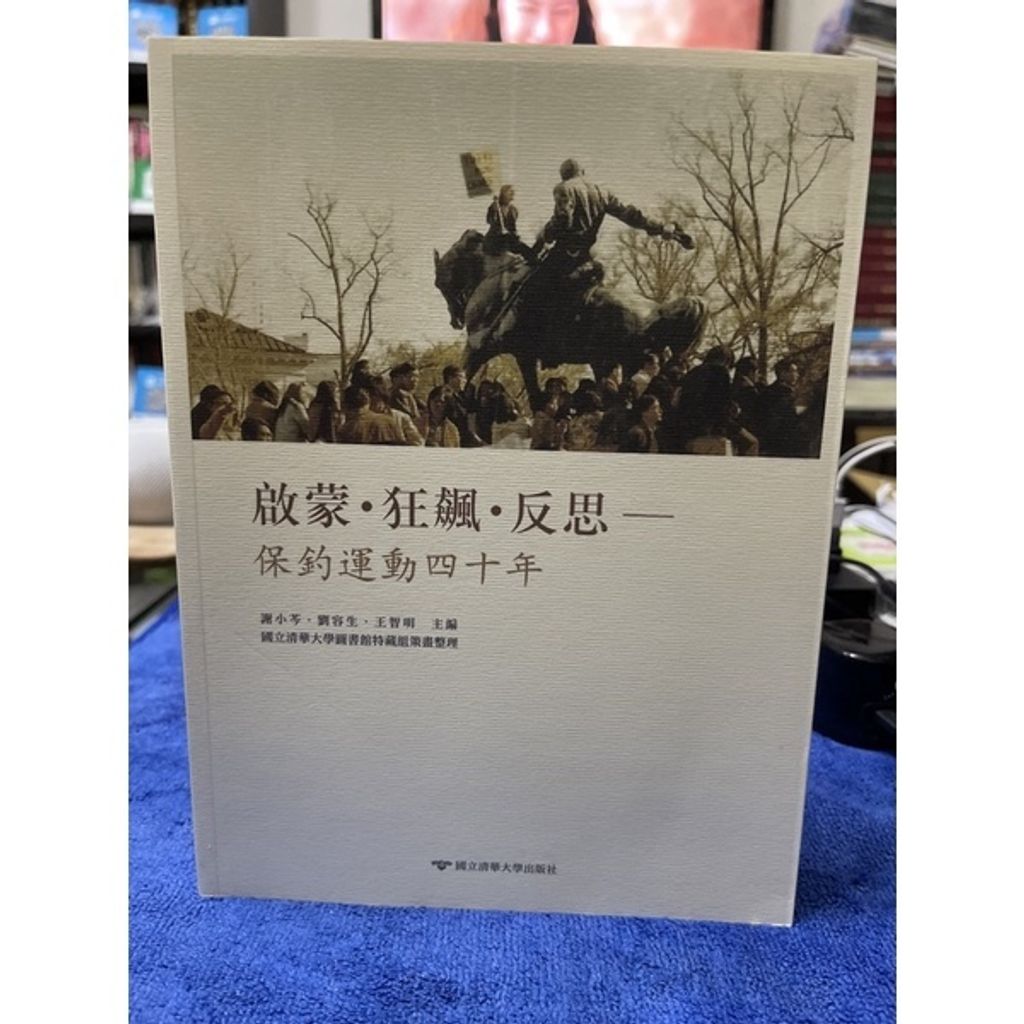 啟蒙・狂飆・反思—
保釣運動四十年
謝小芩・劉容生・王智明 主編
國立清華大學圖書館特藏組策畫整理
國立清華大學出版社